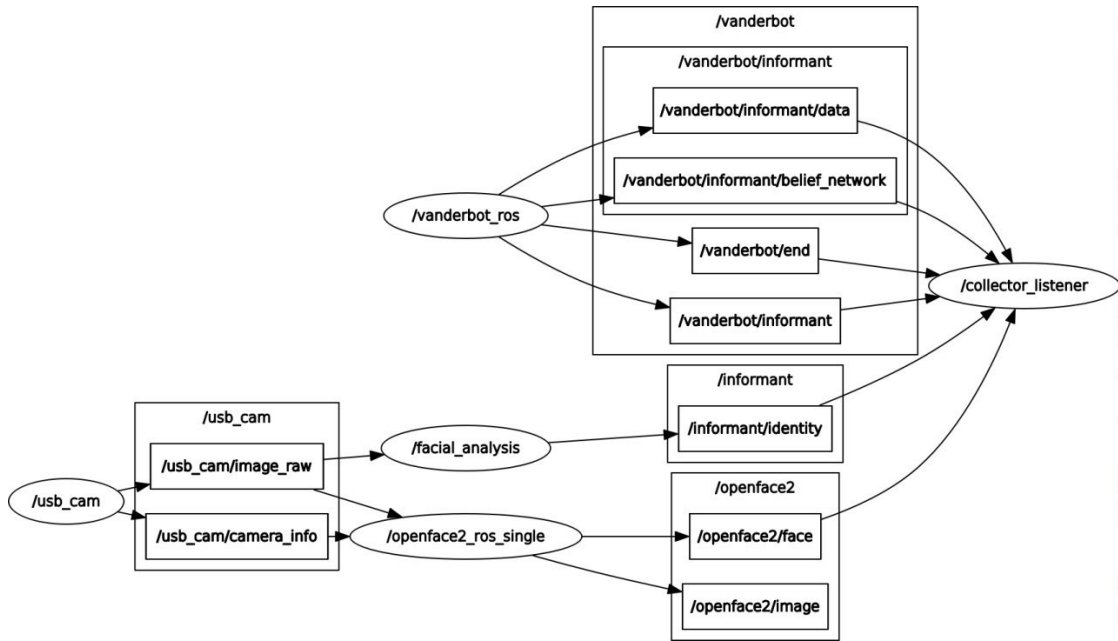 /vanderbot
/vanderbot/informant
/vanderbot/informant/data
/vanderbot/informant/belief_network
/vanderbot_ros
/vanderbot/end
/collector_listener
/vanderbot/informant
/informant
/informant/identity
/usb_cam
/facial_analysis
/usb_cam/image_raw
/usb_cam
/usb_cam/camera_info
/openface2_ros_single
/openface2
/openface2/face
/openface2/image